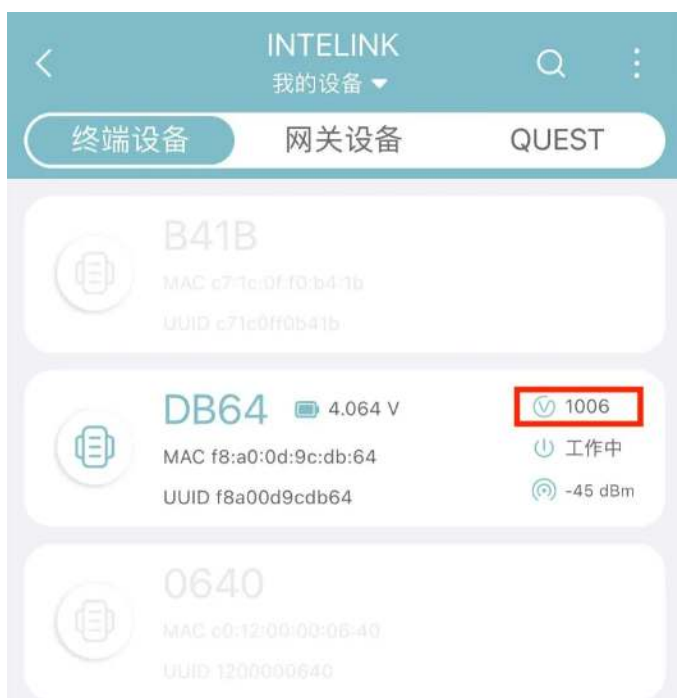 INTELINK
我的设备
终端设备
网关设备
QUEST
B41B
MAC c7:1c:0f:f0:b4:1b
UUID c71c0ff0b41b
DB64 4.064 V 1006
MAC f8:a0:0d:9c:db:64 工作中
UUID f8a00d9cdb64 -45 dBm
0640
MAC c0:12:00:00:06:40
UUID 1200000640